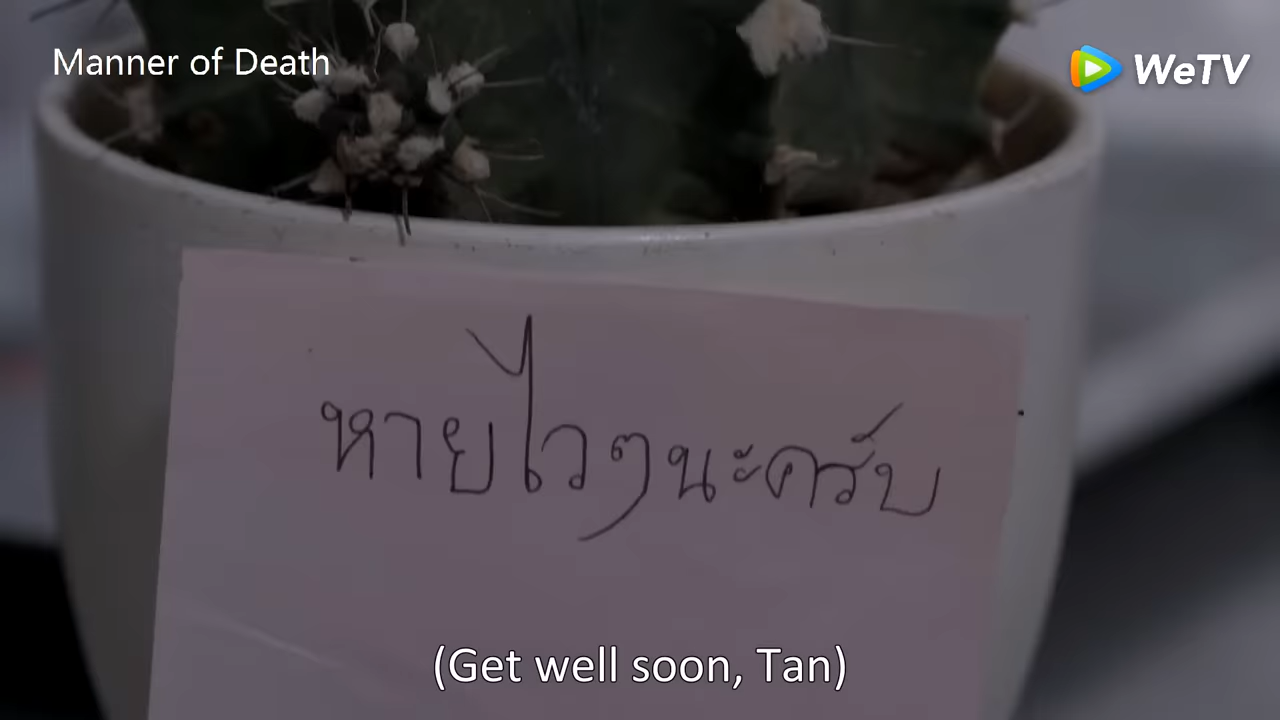 Manner of Death
WeTV
หายไวๆนะครับ
(Get well soon, Tan)